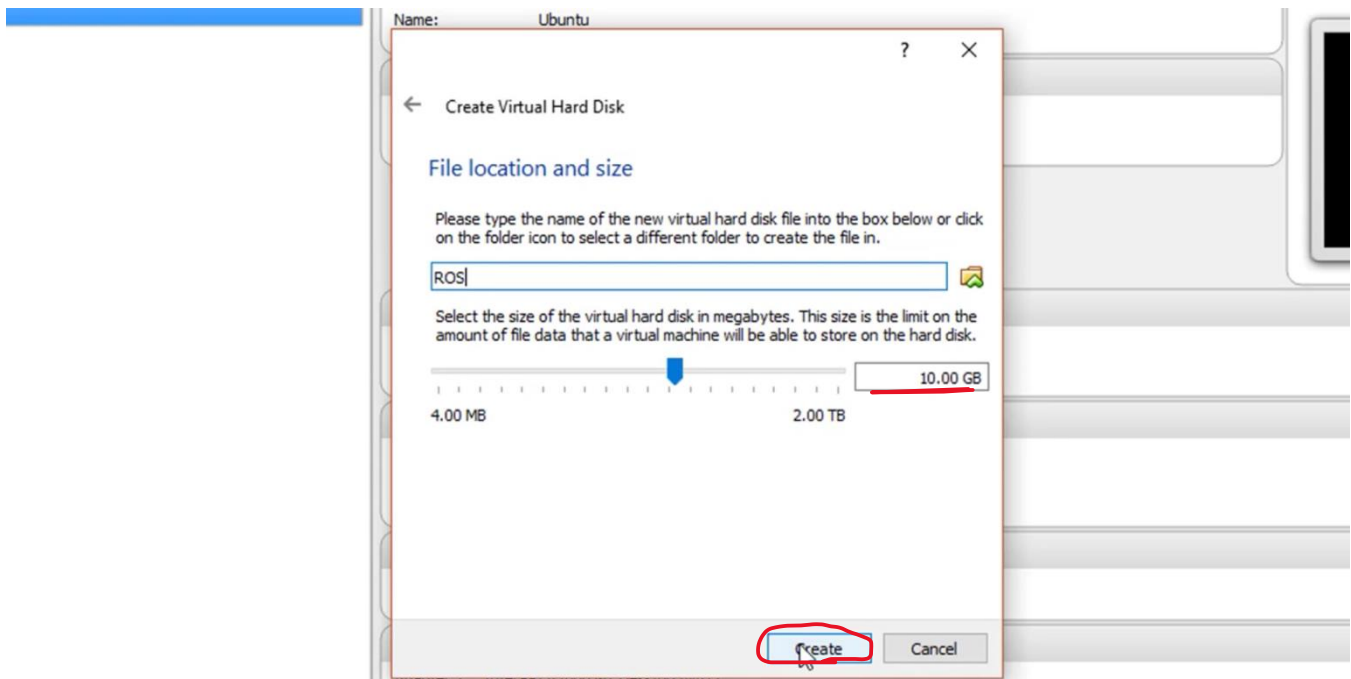 Name: Ubuntu
?
Create Virtual Hard Disk
File location and size
Please type the name of the new virtual hard disk file into the box below or click
on the folder icon to select a different folder to create the file in.
ROS
Select the size of the virtual hard disk in megabytes. This size is the limit on the
amount of file data that a virtual machine will be able to store on the hard disk.
10.00 GB
4.00 MB 2.00 TB
Create Cancel